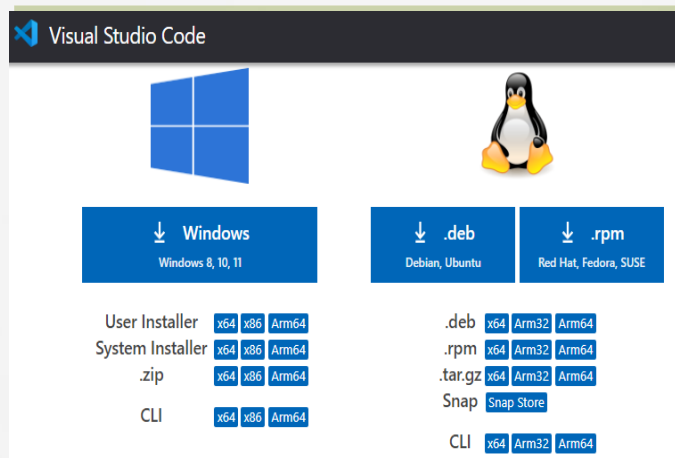 Visual Studio Code
Windows
Windows 8, 10, 11
User Installer x64 x86 Arm64
System Installer x64 x86 Arm64
.zip x64 x86 Arm64
CLI x64 x86 Arm64
.deb
Debian, Ubuntu
.rpm
Red Hat, Fedora, SUSE
.deb x64 Arm32 Arm64
.rpm x64 Arm32 Arm64
.tar.gz x64 Arm32 Arm64
Snap Snap Store
CLI x64 Arm32 Arm64